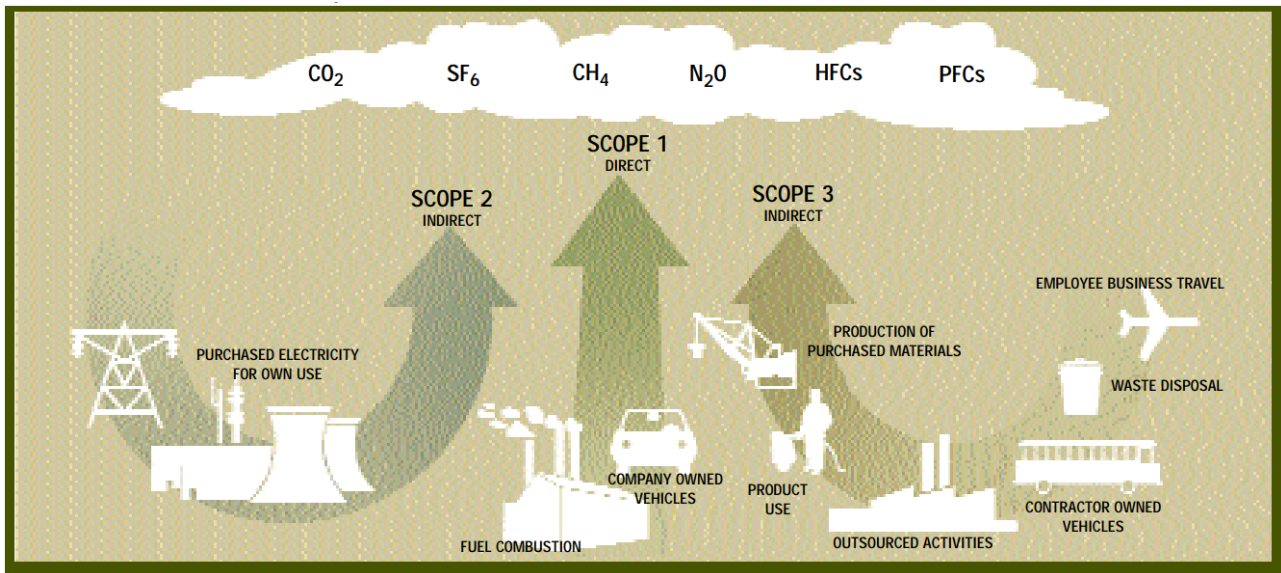 CO₂ SF₆ CH₄ N₂O HFCs PFCs
SCOPE 1
DIRECT
SCOPE 2
INDIRECT
SCOPE 3
INDIRECT
EMPLOYEE BUSINESS TRAVEL
PURCHASED ELECTRICITY
FOR OWN USE
PRODUCTION OF
PURCHASED MATERIALS
WASTE DISPOSAL
COMPANY OWNED
VEHICLES
PRODUCT
USE
CONTRACTOR OWNED
VEHICLES
FUEL COMBUSTION
OUTSOURCED ACTIVITIES